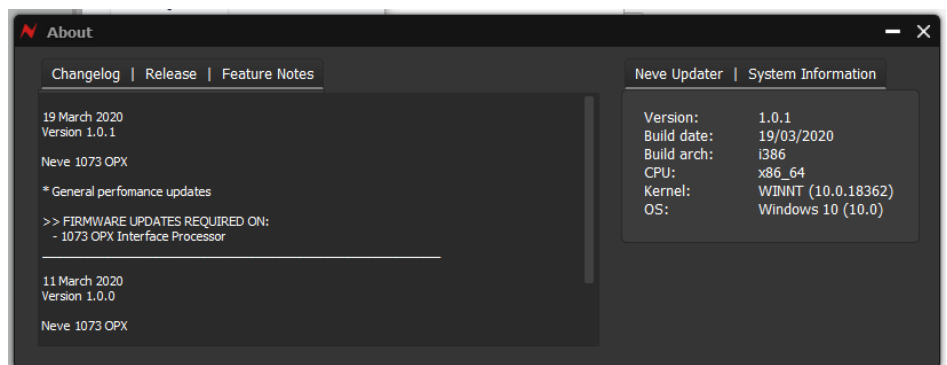 About
Changelog | Release | Feature Notes
19 March 2020
Version 1.0.1
Neve 1073 OPX
* General perfomance updates
>> FIRMWARE UPDATES REQUIRED ON:
- 1073 OPX Interface Processor
11 March 2020
Version 1.0.0
Neve 1073 OPX
Neve Updater | System Information
Version: 1.0.1
Build date: 19/03/2020
Build arch: i386
CPU: x86_64
Kernel: WINNT (10.0.18362)
OS: Windows 10 (10.0)